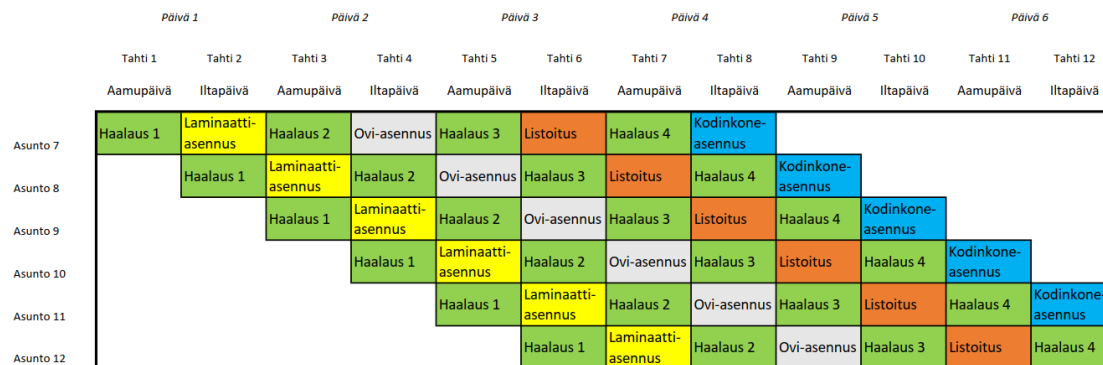 Päivä 1 Päivä 2 Päivä 3 Päivä 4 Päivä 5 Päivä 6
Tahti 1 Tahti 2 Tahti 3 Tahti 4 Tahti 5 Tahti 6 Tahti 7 Tahti 8 Tahti 9 Tahti 10 Tahti 11 Tahti 12
Aamupäivä Iltapäivä Aamupäivä Iltapäivä Aamupäivä Iltapäivä Aamupäivä Iltapäivä Aamupäivä Iltapäivä Aamupäivä Iltapäivä
Asunto 7 Haalaus 1 Laminaatti-asennus Haalaus 2 Ovi-asennus Haalaus 3 Listoitus Haalaus 4 Kodinkone-asennus
Asunto 8 Haalaus 1 Laminaatti-asennus Haalaus 2 Ovi-asennus Haalaus 3 Listoitus Haalaus 4 Kodinkone-asennus
Asunto 9 Haalaus 1 Laminaatti-asennus Haalaus 2 Ovi-asennus Haalaus 3 Listoitus Haalaus 4 Kodinkone-asennus
Asunto 10 Haalaus 1 Laminaatti-asennus Haalaus 2 Ovi-asennus Haalaus 3 Listoitus Haalaus 4 Kodinkone-asennus
Asunto 11 Haalaus 1 Laminaatti-asennus Haalaus 2 Ovi-asennus Haalaus 3 Listoitus Haalaus 4 Kodinkone-asennus
Asunto 12 Haalaus 1 Laminaatti-asennus Haalaus 2 Ovi-asennus Haalaus 3 Listoitus Haalaus 4